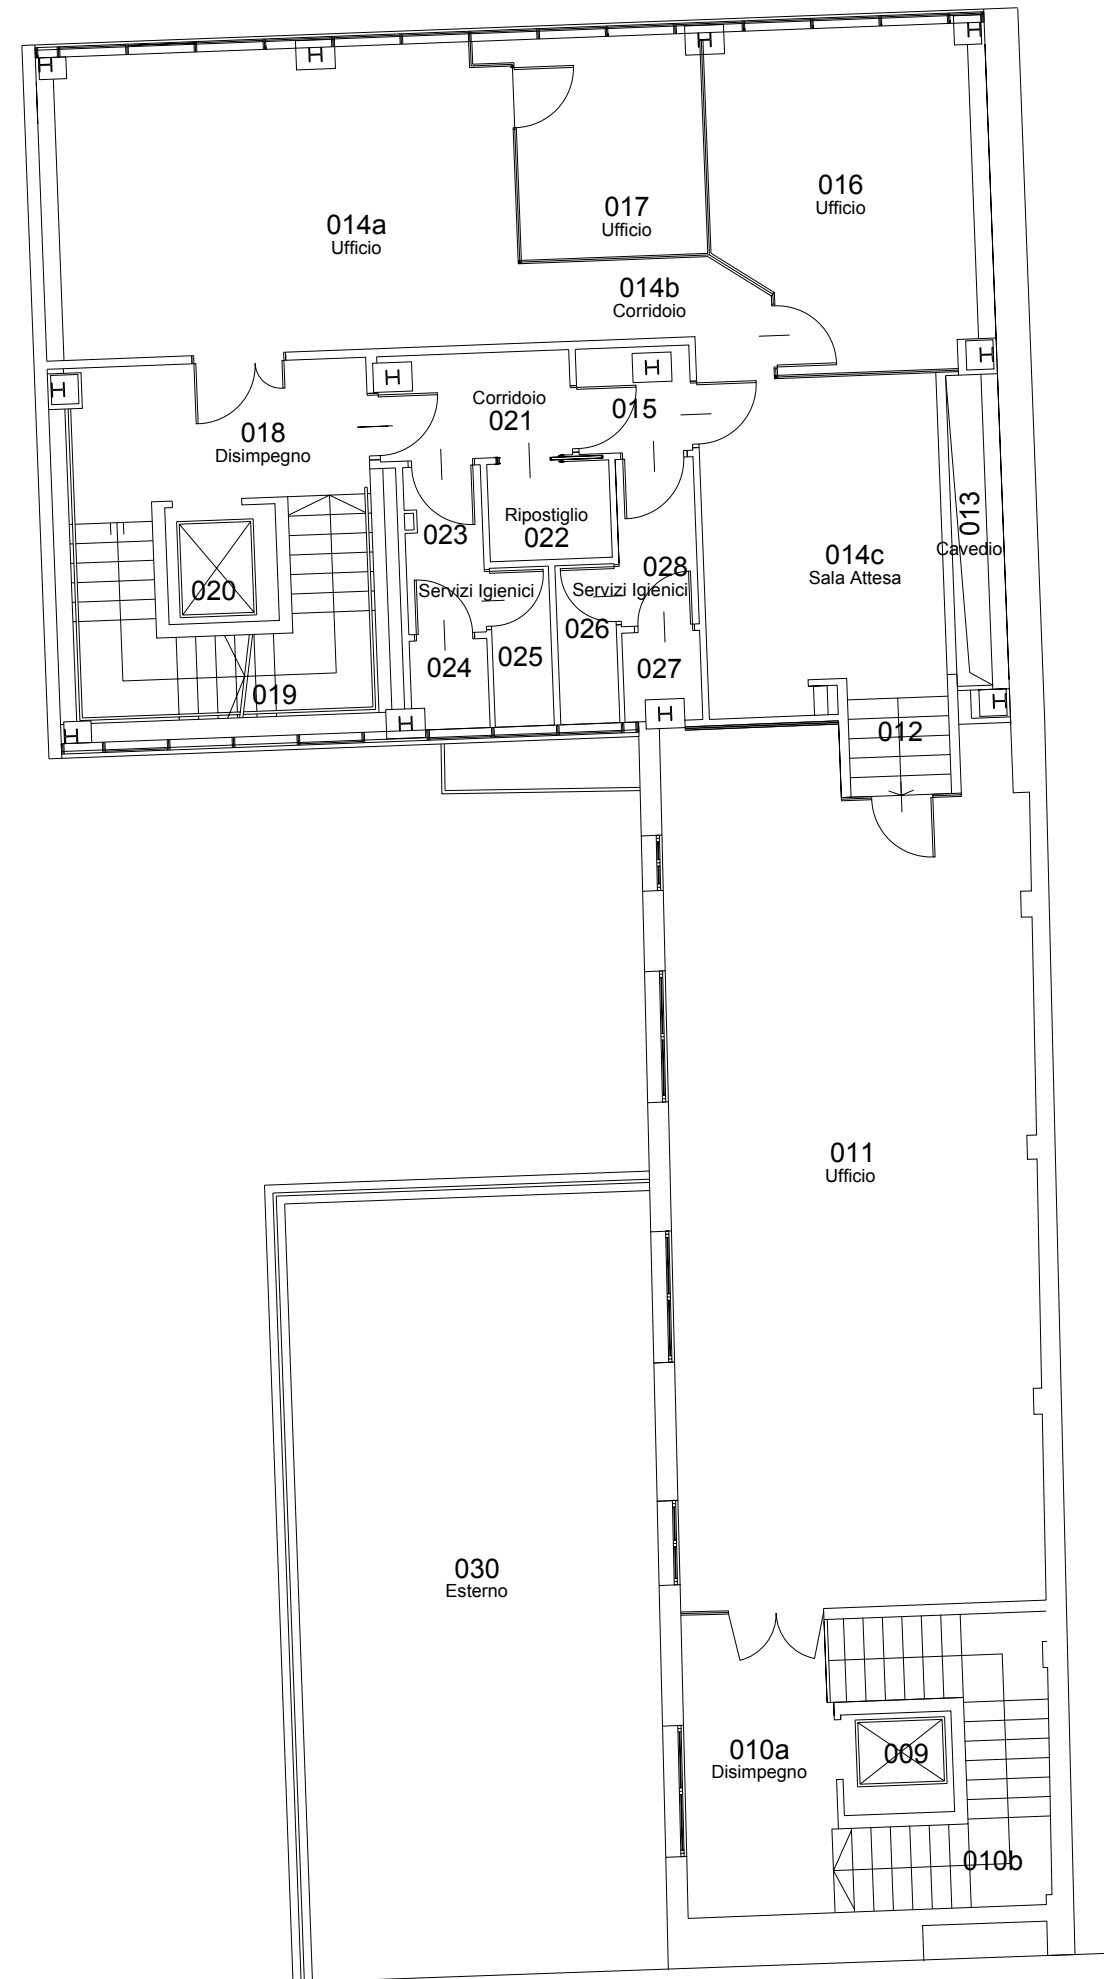 016
Ufficio
017
Ufficio
014a
Ufficio
014b
Corridoio
Corridoio
021
015
018
Disimpegno
013
Cavedio
Ripostiglio
022
023
014c
Sala Attesa
028
020
Servizi Igienici
Servizi Igienici
026
025
024
027
019
012
011
Ufficio
030
Esterno
010a
Disimpegno
009
010b